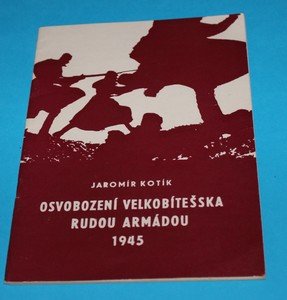 JAROMÍR KOTÍK
OSVOBOZENÍ VELKOBÍTEŠSKA
RUDOU ARMÁDOU
1945